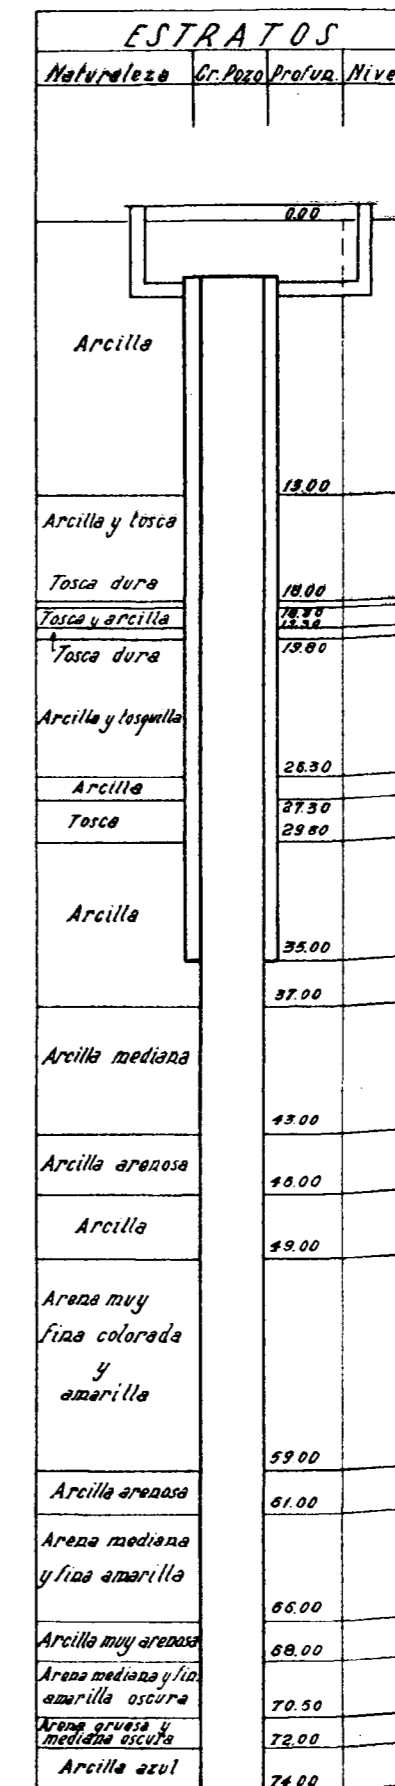 ESTRATOS
Naturaleza Cr. Pozo Profun. Nive
0.00
Arcilla
13.00
Arcilla y tosca
Tosca dura
18.00
Tosca y arcilla
19.30
Tosca dura
19.80
Arcilla y tosquilla
26.30
Arcilla
27.30
Tosca
29.80
Arcilla
35.00
37.00
Arcilla mediana
43.00
Arcilla arenosa
46.00
Arcilla
49.00
Arena muy
fina colorada
y
amarilla
59.00
Arcilla arenosa
61.00
Arena mediana
y fina amarilla
66.00
Arcilla muy arenosa
68.00
Arena mediana y fin
amarilla oscura
70.50
Arena gruesa y
mediana oscura
72.00
Arcilla azul
74.00